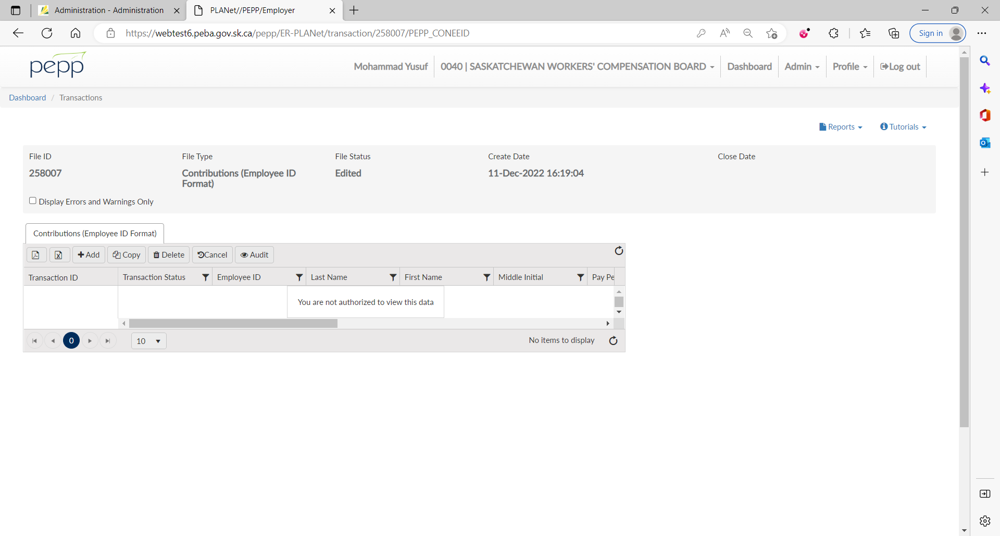 Administration - Administration
PLANet//PEPP/Employer
https://webtest6.peba.gov.sk.ca/pepp/ER-PLANet/transaction/258007/PEPP_CONEEID
Sign in
pepp
Mohammad Yusuf
0040 | SASKATCHEWAN WORKERS' COMPENSATION BOARD
Dashboard
Admin
Profile
Log out
Dashboard / Transactions
Reports
Tutorials
File ID
File Type
File Status
Create Date
Close Date
258007
Contributions (Employee ID
Format)
Edited
11-Dec-2022 16:19:04
Display Errors and Warnings Only
Contributions (Employee ID Format)
Add
Copy
Delete
Cancel
Audit
Transaction ID
Transaction Status
Employee ID
Last Name
First Name
Middle Initial
Pay Pe
You are not authorized to view this data
0
10
No items to display